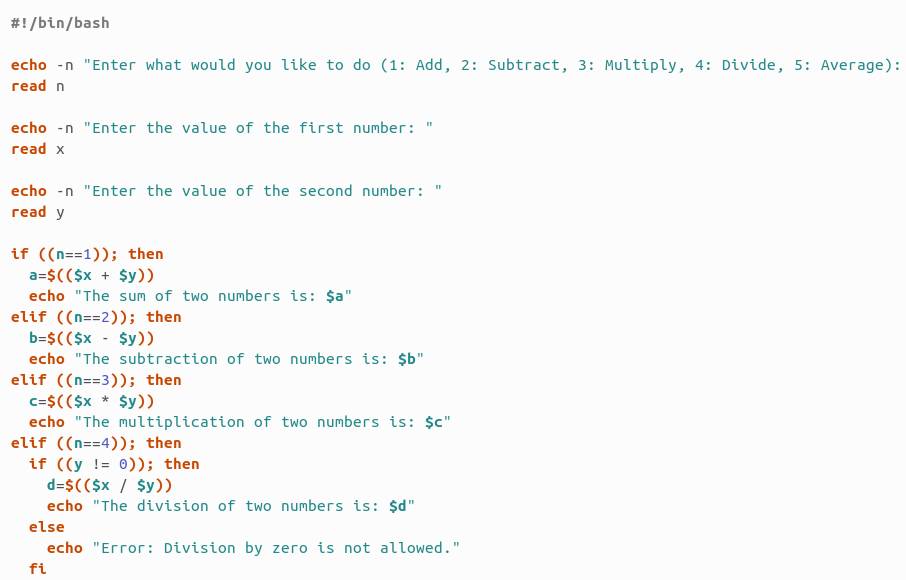 #!/bin/bash

echo -n "Enter what would you like to do (1: Add, 2: Subtract, 3: Multiply, 4: Divide, 5: Average):
read n

echo -n "Enter the value of the first number: "
read x

echo -n "Enter the value of the second number: "
read y

if ((n==1)); then
  a=$(($x + $y))
  echo "The sum of two numbers is: $a"
elif ((n==2)); then
  b=$(($x - $y))
  echo "The subtraction of two numbers is: $b"
elif ((n==3)); then
  c=$(($x * $y))
  echo "The multiplication of two numbers is: $c"
elif ((n==4)); then
  if ((y != 0)); then
    d=$(($x / $y))
    echo "The division of two numbers is: $d"
  else
    echo "Error: Division by zero is not allowed."
  fi